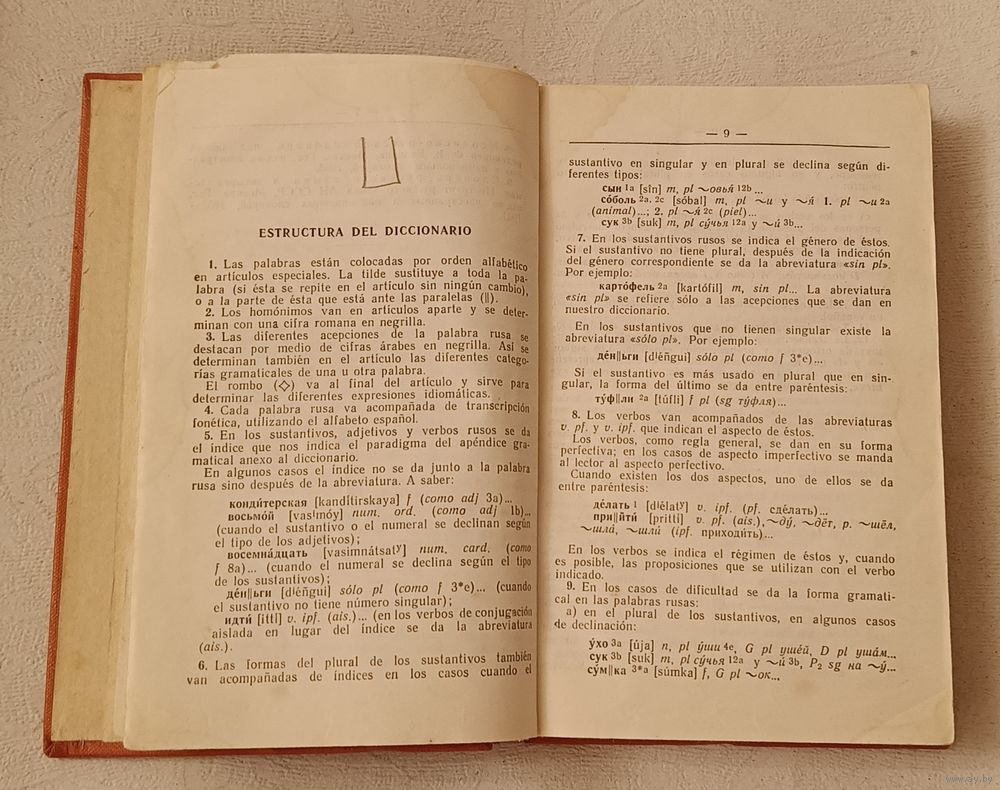 ESTRUCTURA DEL DICCIONARIO
1. Las palabras están colocadas por orden alfabético
en artículos especiales. La tilde sustituye a toda la pa-
labra (si ésta se repite en el artículo sin ningún cambio),
o a la parte de ésta que está ante las paralelas (||).
2. Los homónimos van en artículos aparte y se deter-
minan con una cifra romana en negrilla.
3. Las diferentes acepciones de la palabra rusa se
destacan por medio de cifras árabes en negrilla. Así se
determinan también en el artículo las diferentes catego-
rías gramaticales de una u otra palabra.
El rombo (◇) va al final del artículo y sirve para
determinar las diferentes expresiones idiomáticas.
4. Cada palabra rusa va acompañada de transcripción
fonética, utilizando el alfabeto español.
5. En los sustantivos, adjetivos y verbos rusos se da
el índice que nos indica el paradigma del apéndice gra-
matical anexo al diccionario.
En algunos casos el índice no se da junto a la palabra
rusa sino después de la abreviatura. A saber:
конди́терская [kandítirskaya] f (como adj 3a)...
восьмо́й [vasⁱmóy] num. ord. (como adj 1b)...
(cuando el sustantivo o el numeral se declinan según
el tipo de los adjetivos);
восемна́дцать [vasimnátsatʸ] num. card. (como
f 8a)... (cuando el numeral se declina según el tipo
de los sustantivos);
де́н||ьги [dⁱéñgui] sólo pl (como f 3*e)... (cuando
el sustantivo no tiene número singular);
идти́ [ittí] v. ipf. (ais.)... (en los verbos de conjugación
aislada en lugar del índice se da la abreviatura
(ais.).
6. Las formas del plural de los sustantivos también
van acompañadas de índices en los casos cuando el
— 9 —
sustantivo en singular y en plural se declina según di-
ferentes tipos:
сын 1a [sîn] m, pl ~овья́ 12b...
со́боль 2a, 2c [sóbal] m, pl ~и у ~я́ 1. pl ~и 2a
(animal)...; 2. pl ~я́ 2c (piel)...
сук 3b [suk] m, pl су́чья 12a y ~и́ 3b...
7. En los sustantivos rusos se indica el género de éstos.
Si el sustantivo no tiene plural, después de la indicación
del género correspondiente se da la abreviatura «sin pl».
Por ejemplo:
карто́фель 2a [kartófil] m, sin pl... La abreviatura
«sin pl» se refiere sólo a las acepciones que se dan en
nuestro diccionario.
En los sustantivos que no tienen singular existe la
abreviatura «sólo pl». Por ejemplo:
де́н||ьги [dⁱéñgui] sólo pl (como f 3*e)...
Si el sustantivo es más usado en plural que en sin-
gular, la forma del último se da entre paréntesis:
ту́ф||ли 2a [túfli] f pl (sg ту́фля)...
8. Los verbos van acompañados de las abreviaturas
v. pf. y v. ipf. que indican el aspecto de éstos.
Los verbos, como regla general, se dan en su forma
perfectiva; en los casos de aspecto imperfectivo se manda
al lector al aspecto perfectivo.
Cuando existen los dos aspectos, uno de ellos se da
entre paréntesis:
де́лать 1 [dⁱélatʸ] v. ipf. (pf. сде́лать)...
при||йти́ [prittí] v. pf. (ais.), ~ду́, ~дёт, p. ~шёл,
~шла́, ~шли́ (ipf. приходи́ть)...
En los verbos se indica el régimen de éstos y, cuando
es posible, las proposiciones que se utilizan con el verbo
indicado.
9. En los casos de dificultad se da la forma gramati-
cal en las palabras rusas:
a) en el plural de los sustantivos, en algunos casos
de declinación:
у́хо 3a [úja] n, pl у́ши 4e, G pl уше́й, D pl уша́м...
сук 3b [suk] m, pl су́чья 12a y ~и́ 3b, P₂ sg на ~у́...
су́м||ка 3*a [súmka] f, G pl ~ок...
www.ay.by